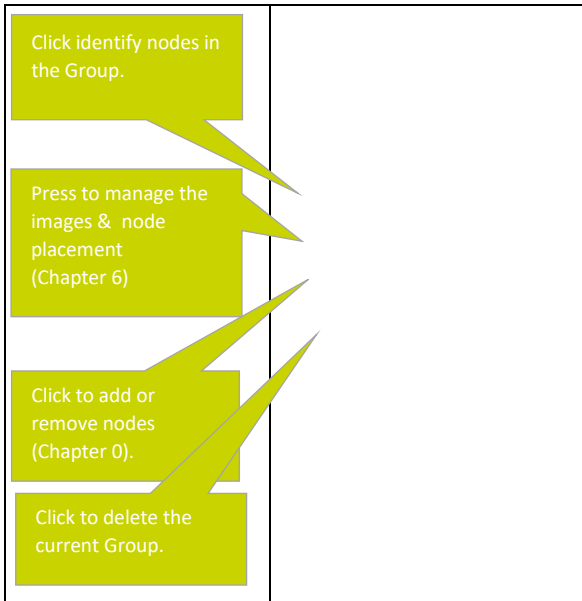 Click identify nodes in
the Group.
Press to manage the
images & node
placement
(Chapter 6)
Click to add or
remove nodes
(Chapter 0).
Click to delete the
current Group.